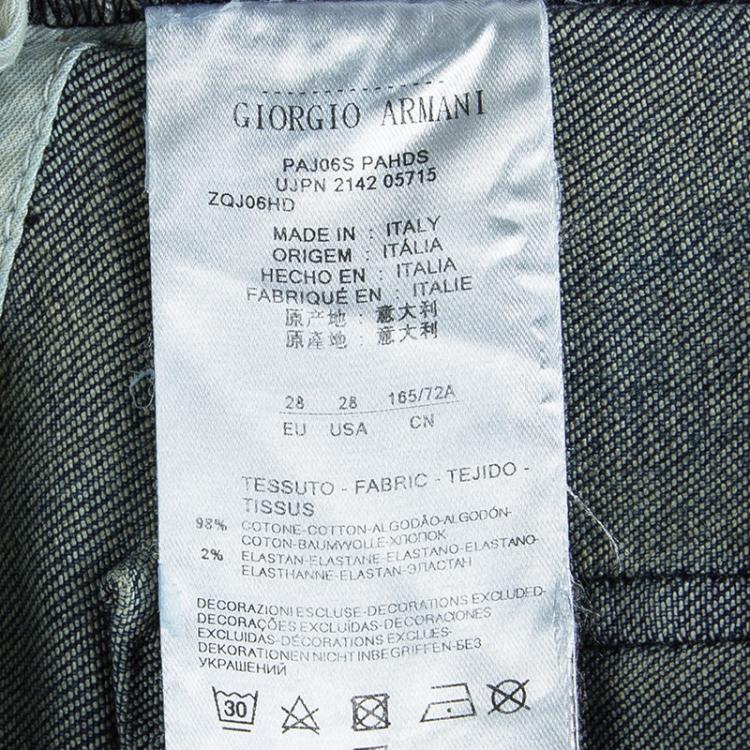 GIORGIO ARMANI
PAJ06S PAHDS
UJPN 2142 05715
ZQJ06HD
MADE IN : ITALY
ORIGEM : ITÁLIA
HECHO EN : ITALIA
FABRIQUÉ EN : ITALIE
原产地 : 意大利
原產地 : 意大利
28 28 165/72A
EU USA CN
TESSUTO - FABRIC - TEJIDO -
TISSUS
98% COTONE-COTTON-ALGODÃO-ALGODÓN-
COTON-BAUMWOLLE-ХЛОПОК
2% ELASTAN-ELASTANE-ELASTANO-ELASTANO-
ELASTHANNE-ELASTAN-ЭЛАСТАН
DECORAZIONI ESCLUSE-DECORATIONS EXCLUDED-
DECORAÇÕES EXCLUÍDAS-DECORACIONES
EXCLUIDAS-DÉCORATIONS EXCLUES-
DEKORATIONEN NICHT INBEGRIFFEN-БЕЗ
УКРАШЕНИЙ
30